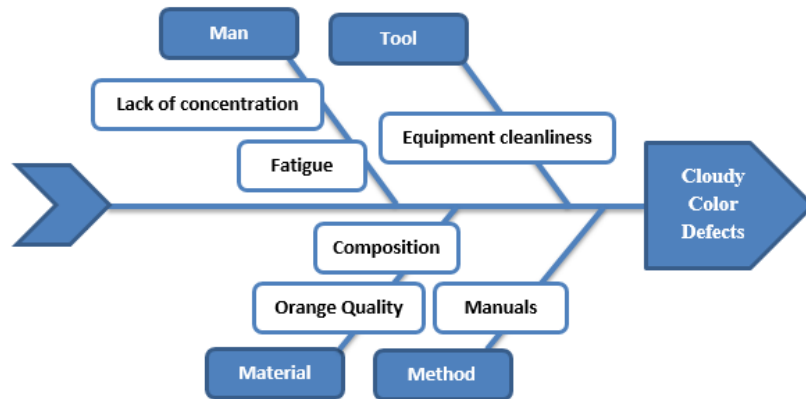 Man
Tool
Lack of concentration
Equipment cleanliness
Fatigue
Cloudy
Color
Defects
Composition
Orange Quality
Manuals
Material
Method